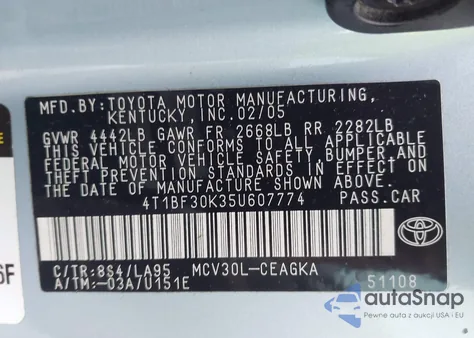 MFD.BY:TOYOTA MOTOR MANUFACTURING,
KENTUCKY, INC.02/05
GVWR 4442LB GAWR FR 2668LB RR 2282LB
THIS VEHICLE CONFORMS TO ALL APPLICABLE
FEDERAL MOTOR VEHICLE SAFETY,BUMPER,AND
THEFT PREVENTION STANDARDS IN EFFECT ON
THE DATE OF MANUFACTURE SHOWN ABOVE.
4T1BF30K35U607774 PASS.CAR
C/TR:8S4/LA95 MCV30L-CEAGKA
A/TM:-03A/U151E 51108
TOYOTA
autoSnap
Pewne auta z aukcji USA i EU